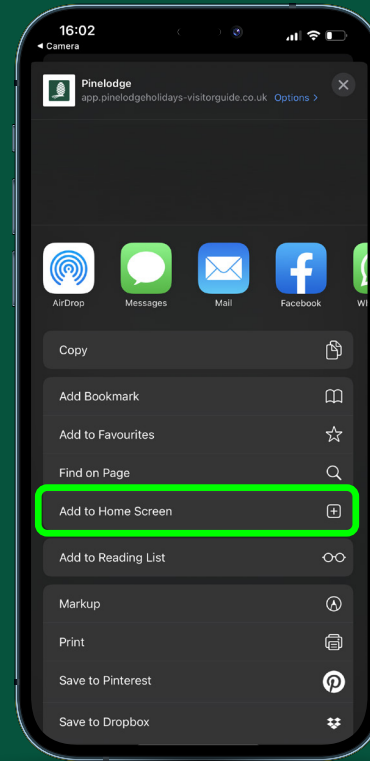 16:02
◀ Camera
Pinelodge
app.pinelodgeholidays-visitorguide.co.uk Options >
AirDrop Messages Mail Facebook Wh
Copy
Add Bookmark
Add to Favourites
Find on Page
Add to Home Screen
Add to Reading List
Markup
Print
Save to Pinterest
Save to Dropbox